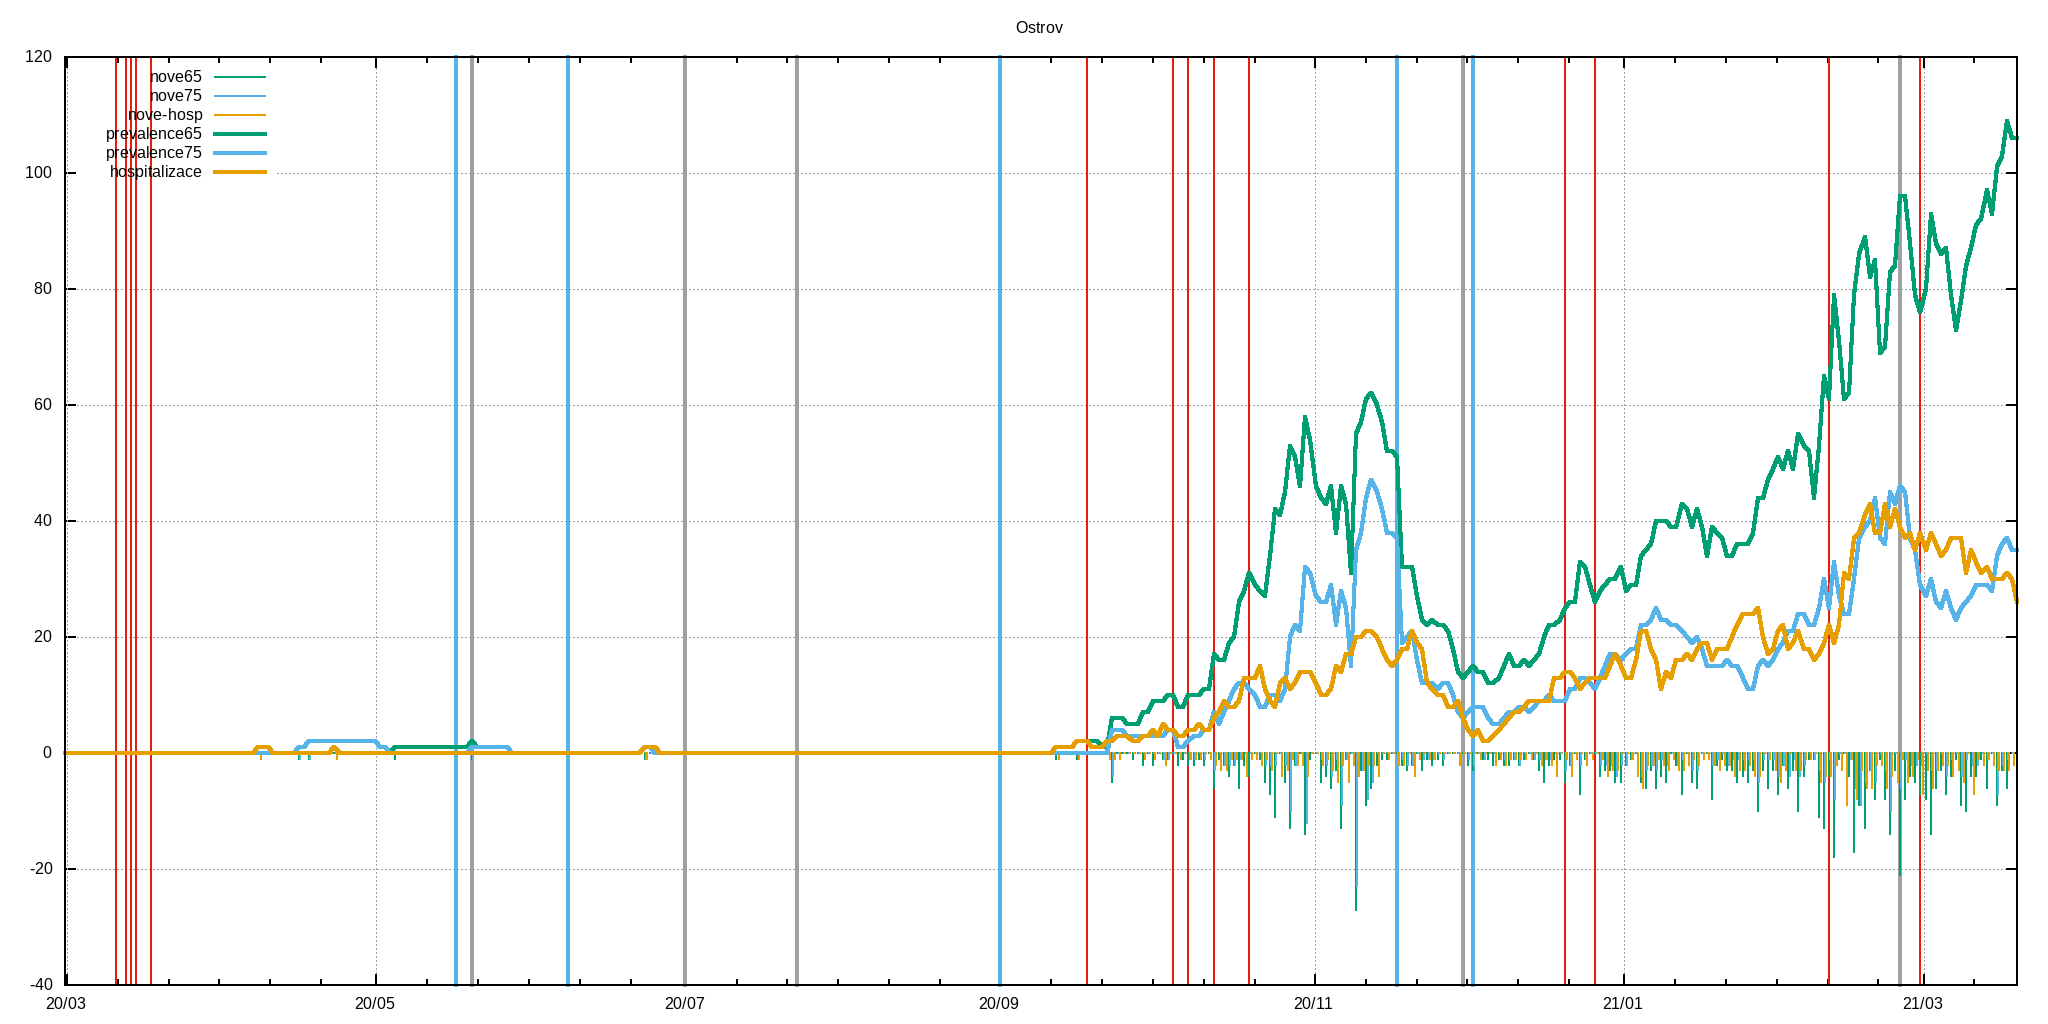 Ostrov
nove65
nove75
nove-hosp
prevalence65
prevalence75
hospitalizace
120
100
80
60
40
20
0
-20
-40
20/03 20/05 20/07 20/09 20/11 21/01 21/03